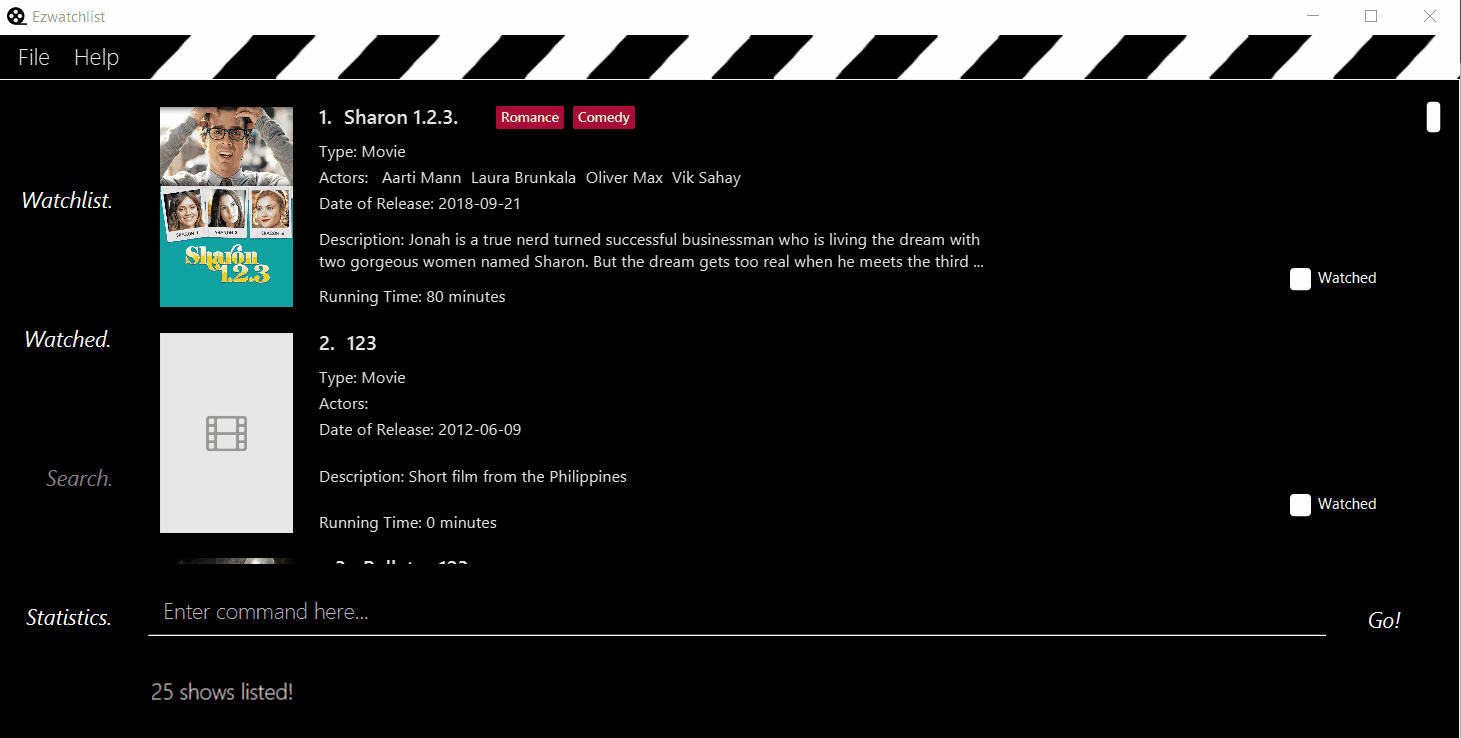 Ezwatchlist
File Help
Watchlist.
Watched.
Search.
Statistics.
1. Sharon 1.2.3. Romance Comedy
Type: Movie
Actors: Aarti Mann Laura Brunkala Oliver Max Vik Sahay
Date of Release: 2018-09-21
Description: Jonah is a true nerd turned successful businessman who is living the dream with
two gorgeous women named Sharon. But the dream gets too real when he meets the third ...
Running Time: 80 minutes
Watched
Sharon
1.2.3
2. 123
Type: Movie
Actors:
Date of Release: 2012-06-09
Description: Short film from the Philippines
Running Time: 0 minutes
Watched
Enter command here...
Go!
25 shows listed!